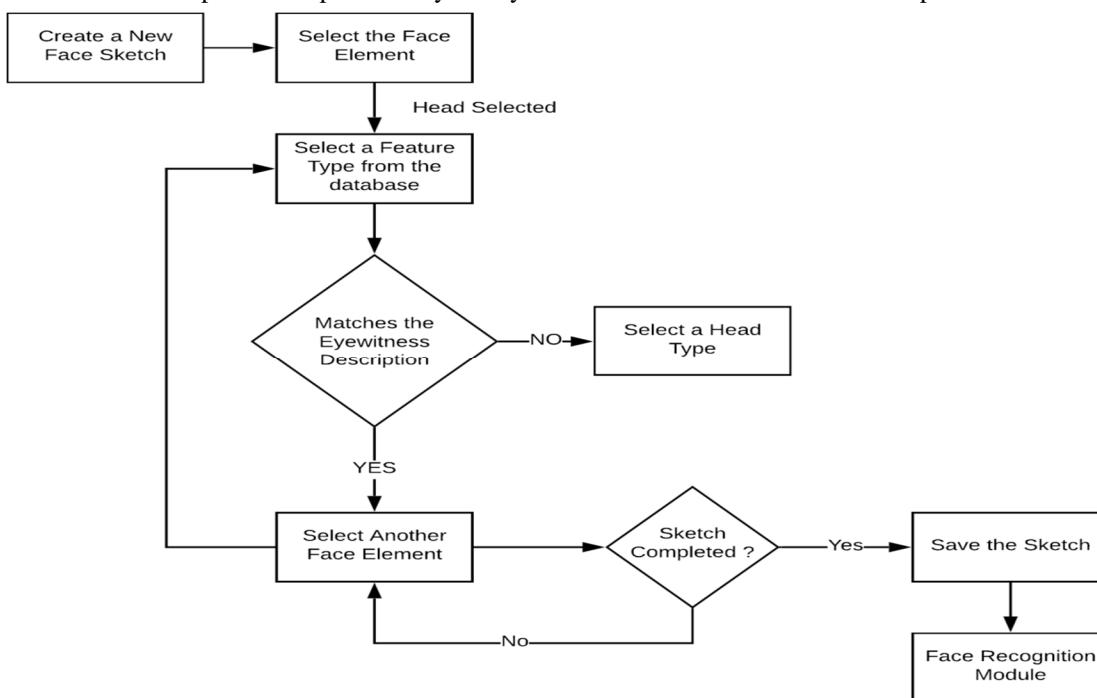 Create a New
Face Sketch
Select the Face
Element
Head Selected
Select a Feature
Type from the
database
Matches the
Eyewitness
Description
NO
Select a Head
Type
YES
Select Another
Face Element
Sketch
Completed ?
Yes
Save the Sketch
No
Face Recognition
Module